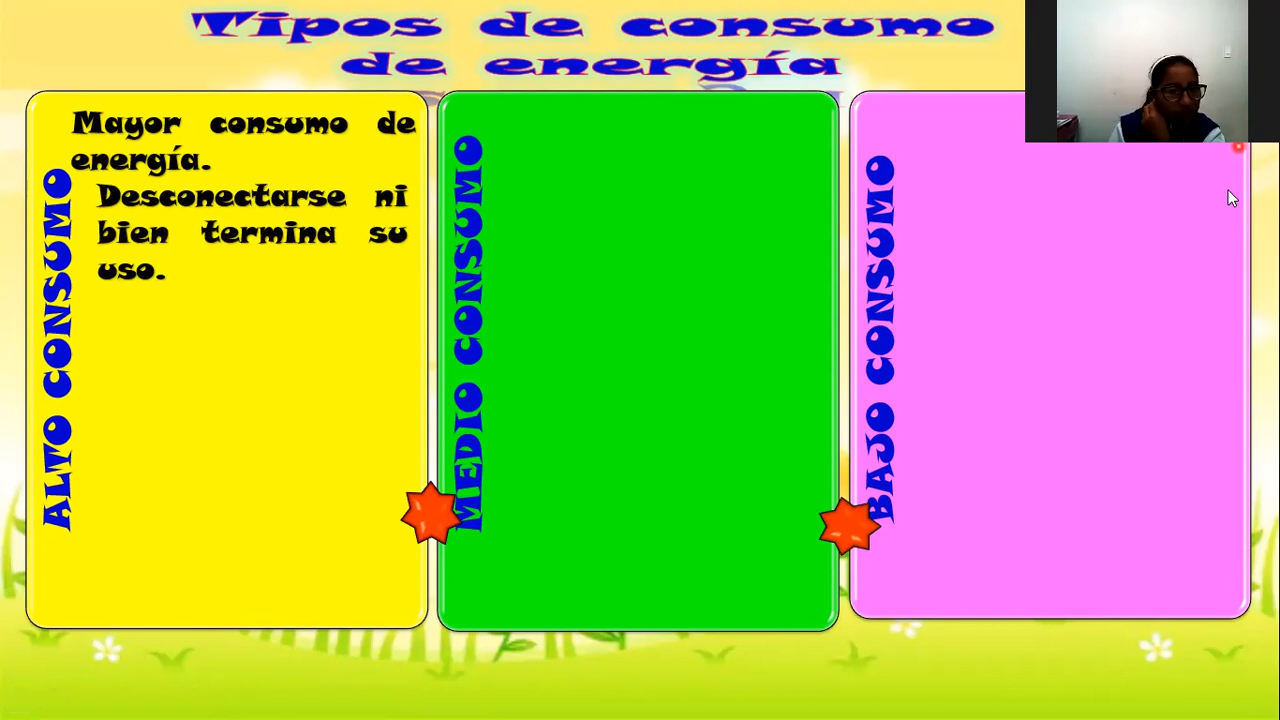 Tipos de consumo
de energía
ALTO CONSUMO
Mayor consumo de
energía.
Desconectarse ni
bien termina su
uso.
MEDIO CONSUMO
BAJO CONSUMO